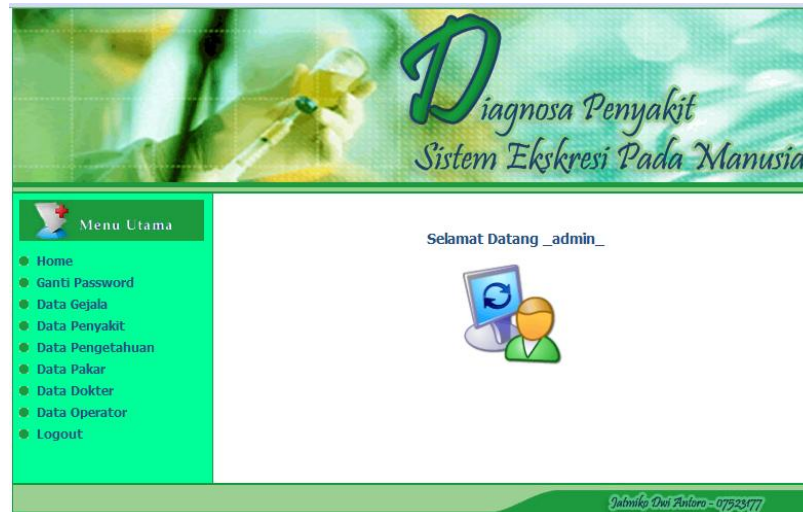 Diagnosa Penyakit
Sistem Ekskresi Pada Manusia
Menu Utama
Home
Ganti Password
Data Gejala
Data Penyakit
Data Pengetahuan
Data Pakar
Data Dokter
Data Operator
Logout
Selamat Datang _admin_
Jatmiko Dwi Antoro - 07523177